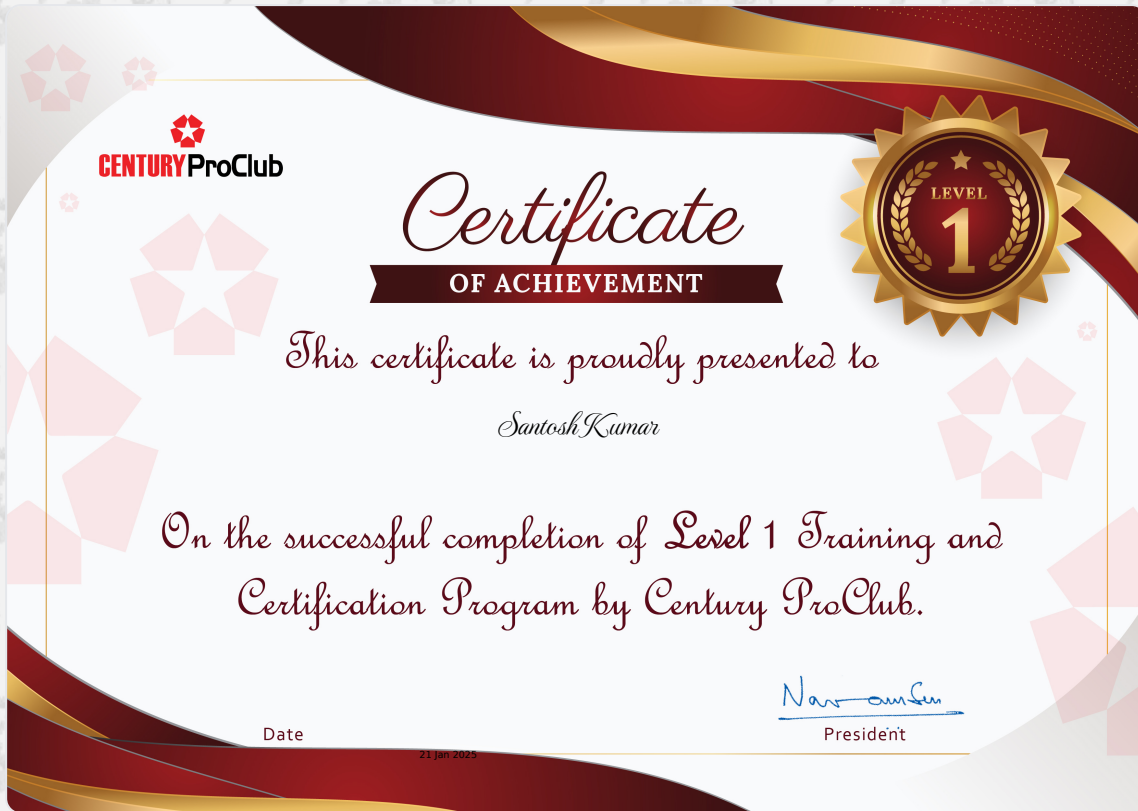 CENTURY ProClub
LEVEL
1
Certificate
OF ACHIEVEMENT
This certificate is proudly presented to
Santosh Kumar
On the successful completion of Level 1 Training and
Certification Program by Century ProClub.
Date
21 Jan 2025
President